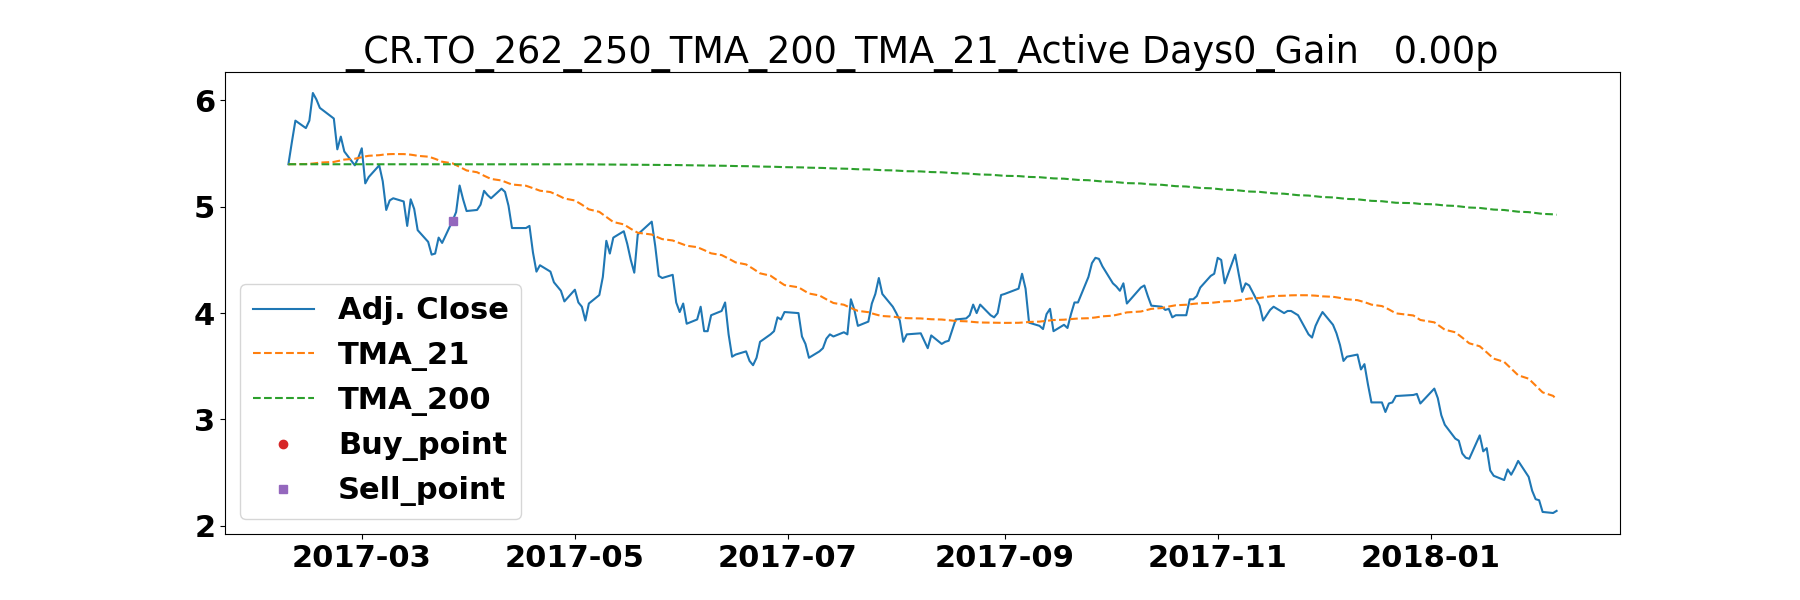 _CR.TO_262_250_TMA_200_TMA_21_Active Days0_Gain   0.00p
6
5
4
3
2
Adj. Close
TMA_21
TMA_200
Buy_point
Sell_point
2017-03 2017-05 2017-07 2017-09 2017-11 2018-01